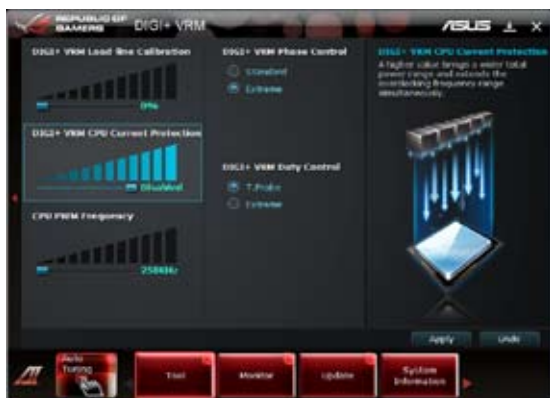 REPUBLIC OF
GAMERS
DIGI+ VRM
ASUS
DIGI+ VRM Load-line Calibration
0%
DIGI+ VRM CPU Current Protection
Disabled
CPU PWM Frequency
250KHz
DIGI+ VRM Phase Control
Standard
Extreme
DIGI+ VRM Duty Control
T.Probe
Extreme
DIGI+ VRM CPU Current Protection
A higher value brings a wider total
power range and extends the
overclocking frequency range
simultaneously.
Apply
Undo
Auto
Tuning
Tool
Monitor
Update
System
Information